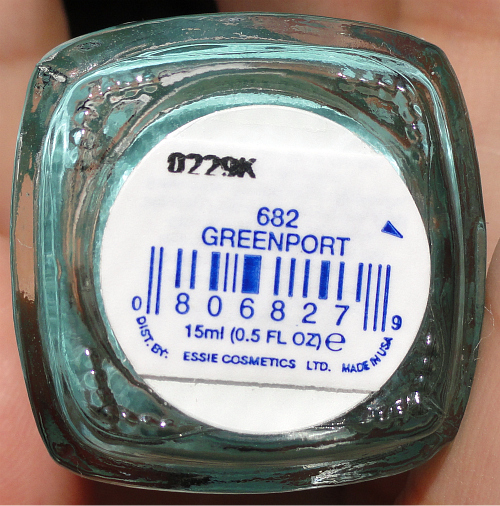 0229K
682
GREENPORT
0 806827 9
15ml (0.5 FL OZ) e
DIST. BY: ESSIE COSMETICS LTD. MADE IN USA